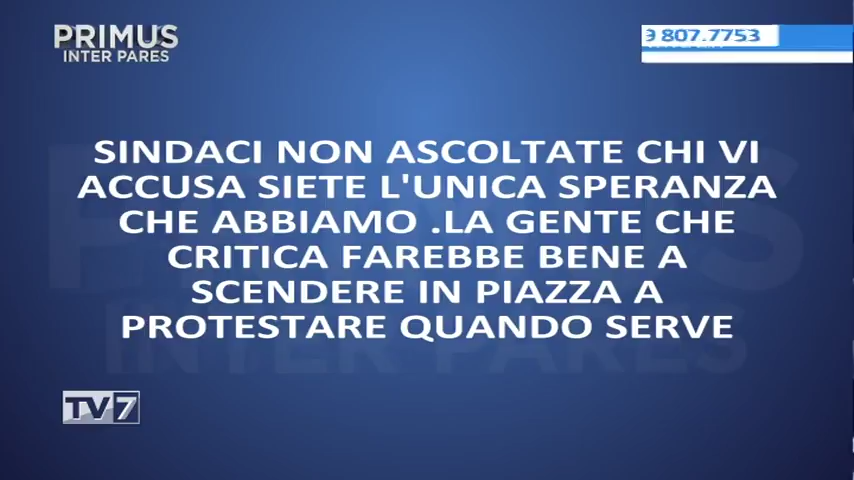 PRIMUS
INTER PARES
9 807.7753
SINDACI NON ASCOLTATE CHI VI
ACCUSA SIETE L'UNICA SPERANZA
CHE ABBIAMO .LA GENTE CHE
CRITICA FAREBBE BENE A
SCENDERE IN PIAZZA A
PROTESTARE QUANDO SERVE
TV7